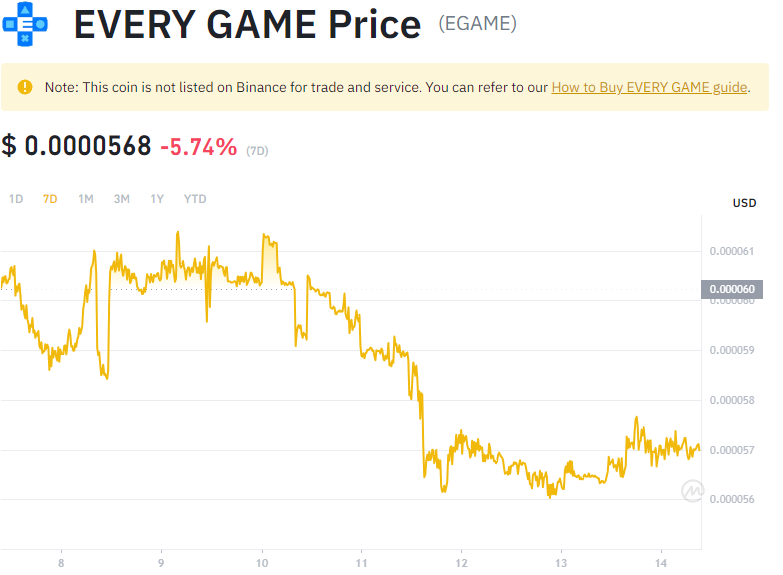 EVERY GAME Price (EGAME)
Note: This coin is not listed on Binance for trade and service. You can refer to our How to Buy EVERY GAME guide.
$ 0.0000568 -5.74% (7D)
1D 7D 1M 3M 1Y YTD
USD
0.000061
0.000060
0.000060
0.000059
0.000058
0.000057
0.000056
8 9 10 11 12 13 14